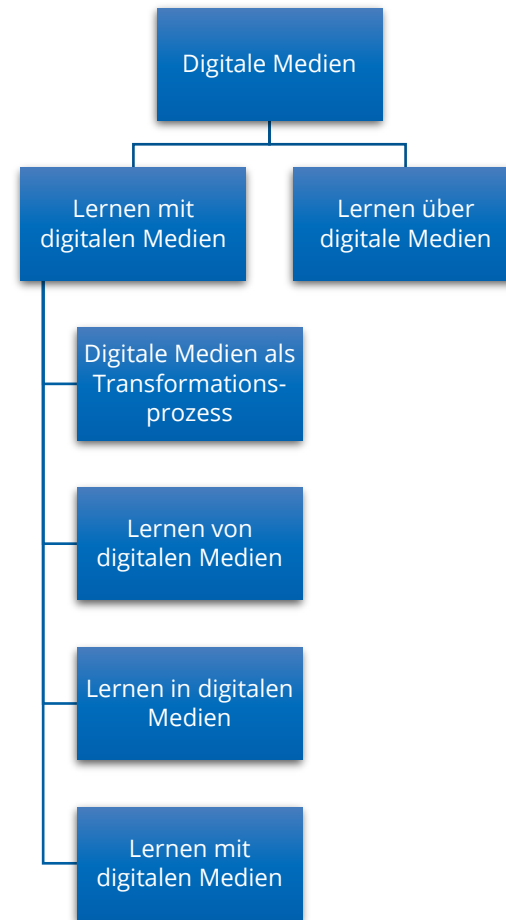 Digitale Medien
Lernen mit
digitalen Medien
Lernen über
digitale Medien
Digitale Medien als
Transformations-
prozess
Lernen von
digitalen Medien
Lernen in digitalen
Medien
Lernen mit
digitalen Medien